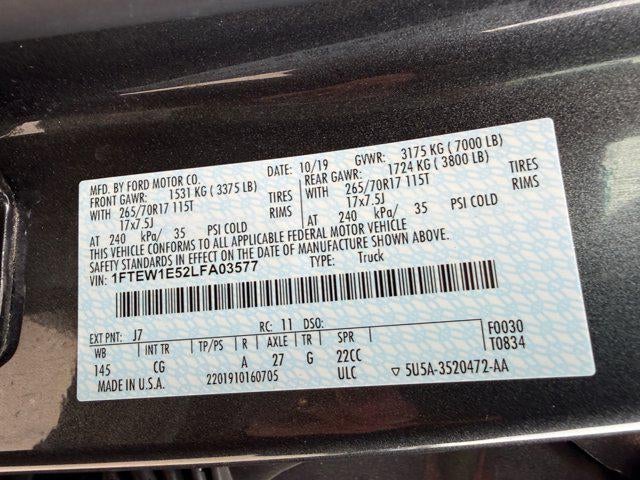 MFD. BY FORD MOTOR CO. DATE: 10/19 GVWR: 3175 KG ( 7000 LB)
FRONT GAWR: 1531 KG ( 3375 LB) REAR GAWR: 1724 KG ( 3800 LB)
WITH 265/70R17 115T TIRES WITH 265/70R17 115T TIRES
17x7.5J RIMS 17x7.5J RIMS
AT 240 kPa/ 35 PSI COLD AT 240 kPa/ 35 PSI COLD
THIS VEHICLE CONFORMS TO ALL APPLICABLE FEDERAL MOTOR VEHICLE
SAFETY STANDARDS IN EFFECT ON THE DATE OF MANUFACTURE SHOWN ABOVE.
VIN: 1FTEW1E52LFA03577 TYPE: Truck
EXT PNT: J7 RC: 11 DSO: F0030
WB INT TR TP/PS R AXLE TR SPR T0834
145 CG A 27 G 22CC
MADE IN U.S.A. 2201910160705 ULC ▽ 5U5A-3520472-AA